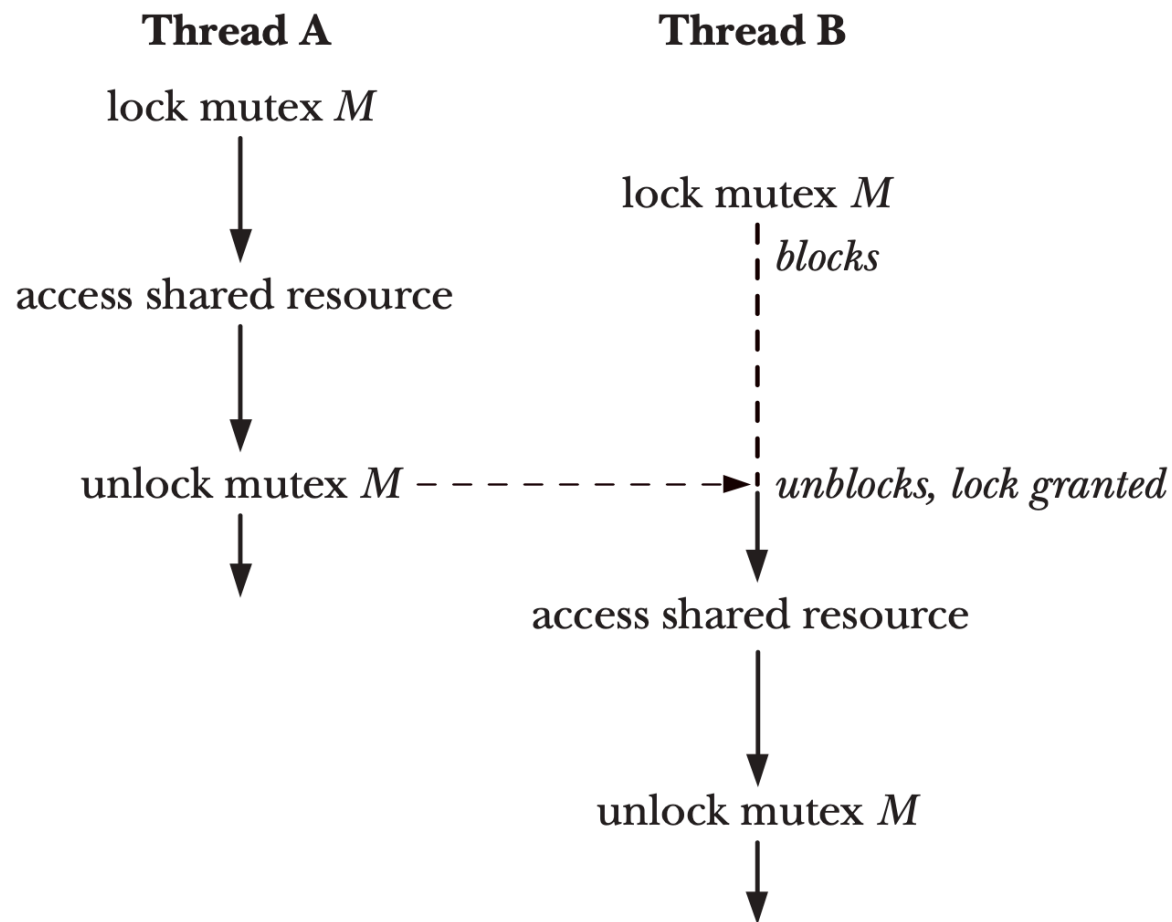 Thread A
Thread B
lock mutex M
lock mutex M
blocks
access shared resource
unlock mutex M
unblocks, lock granted
access shared resource
unlock mutex M